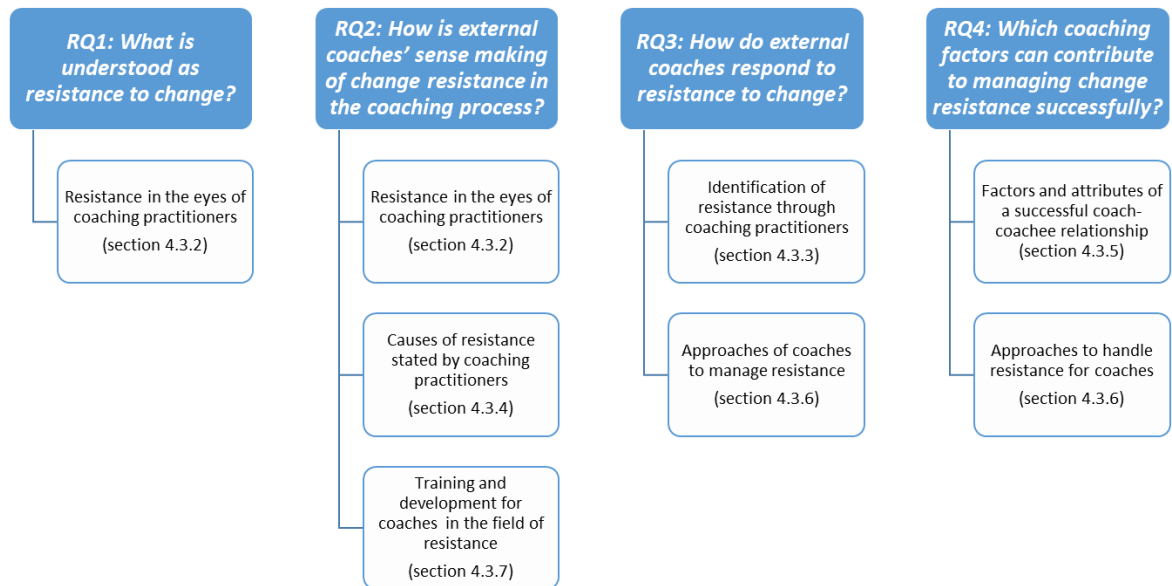 RQ1: What is
understood as
resistance to change?
Resistance in the eyes of
coaching practitioners
(section 4.3.2)
RQ2: How is external
coaches’ sense making
of change resistance in
the coaching process?
Resistance in the eyes of
coaching practitioners
(section 4.3.2)
Causes of resistance
stated by coaching
practitioners
(section 4.3.4)
Training and
development for
coaches in the field of
resistance
(section 4.3.7)
RQ3: How do external
coaches respond to
resistance to change?
Identification of
resistance through
coaching practitioners
(section 4.3.3)
Approaches of coaches
to manage resistance
(section 4.3.6)
RQ4: Which coaching
factors can contribute
to managing change
resistance successfully?
Factors and attributes of
a successful coach-
coachee relationship
(section 4.3.5)
Approaches to handle
resistance for coaches
(section 4.3.6)